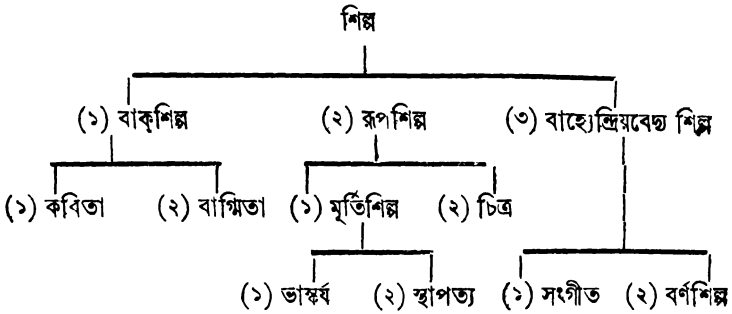 শিল্প
(১) বাক্‌শিল্প (২) রূপশিল্প (৩) বাহ্যেন্দ্রিয়বেদ্য শিল্প
(১) কবিতা (২) বাগ্মিতা (১) মূর্তিশিল্প (২) চিত্র
(১) ভাস্কর্য (২) স্থাপত্য (১) সংগীত (২) বর্ণশিল্প